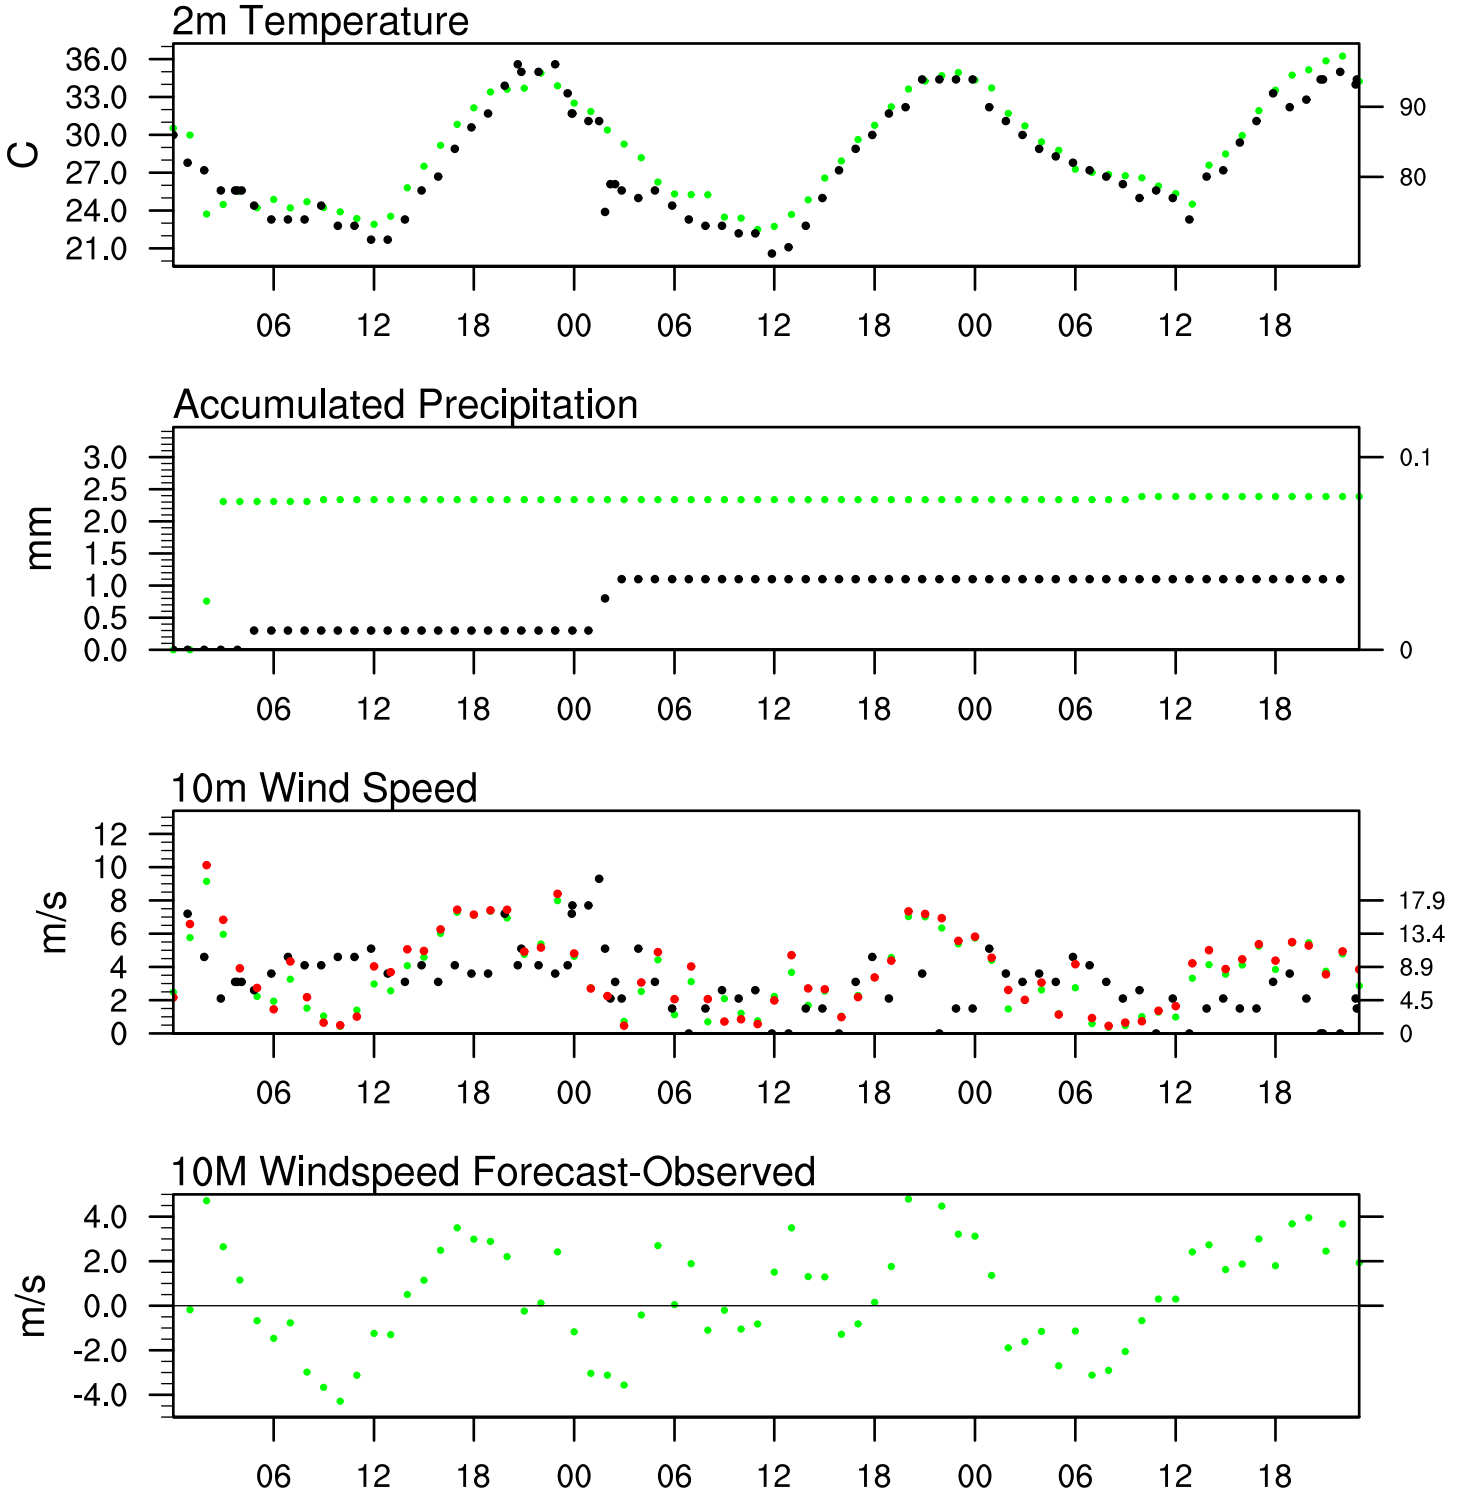 2m Temperature
36.0
33.0
30.0
27.0
24.0
21.0
C
90
80
06 12 18 00 06 12 18 00 06 12 18
Accumulated Precipitation
3.0
2.5
2.0
1.5
1.0
0.5
0.0
mm
0.1
0
06 12 18 00 06 12 18 00 06 12 18
10m Wind Speed
12
10
8
6
4
2
0
m/s
17.9
13.4
8.9
4.5
0
06 12 18 00 06 12 18 00 06 12 18
10M Windspeed Forecast-Observed
4.0
2.0
0.0
-2.0
-4.0
m/s
06 12 18 00 06 12 18 00 06 12 18